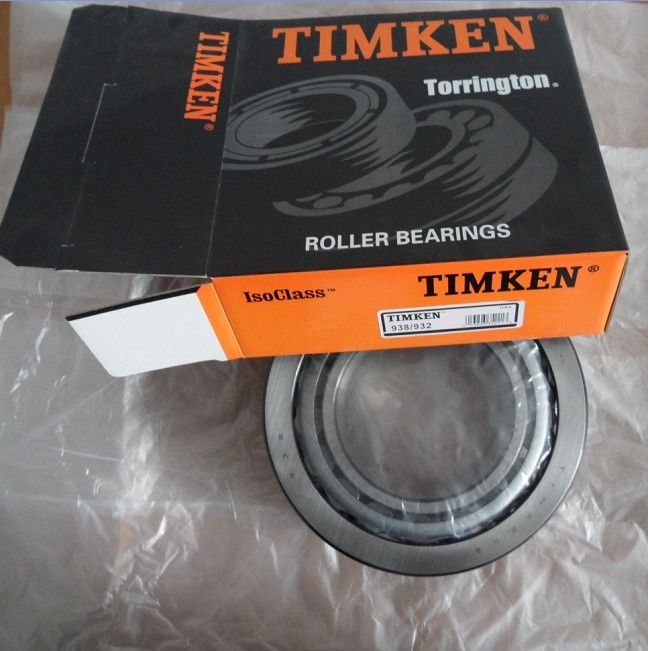 TIMKEN®
TIMKEN®
Torrington®
ROLLER BEARINGS
IsoClass™
TIMKEN®
TIMKEN®
938/932